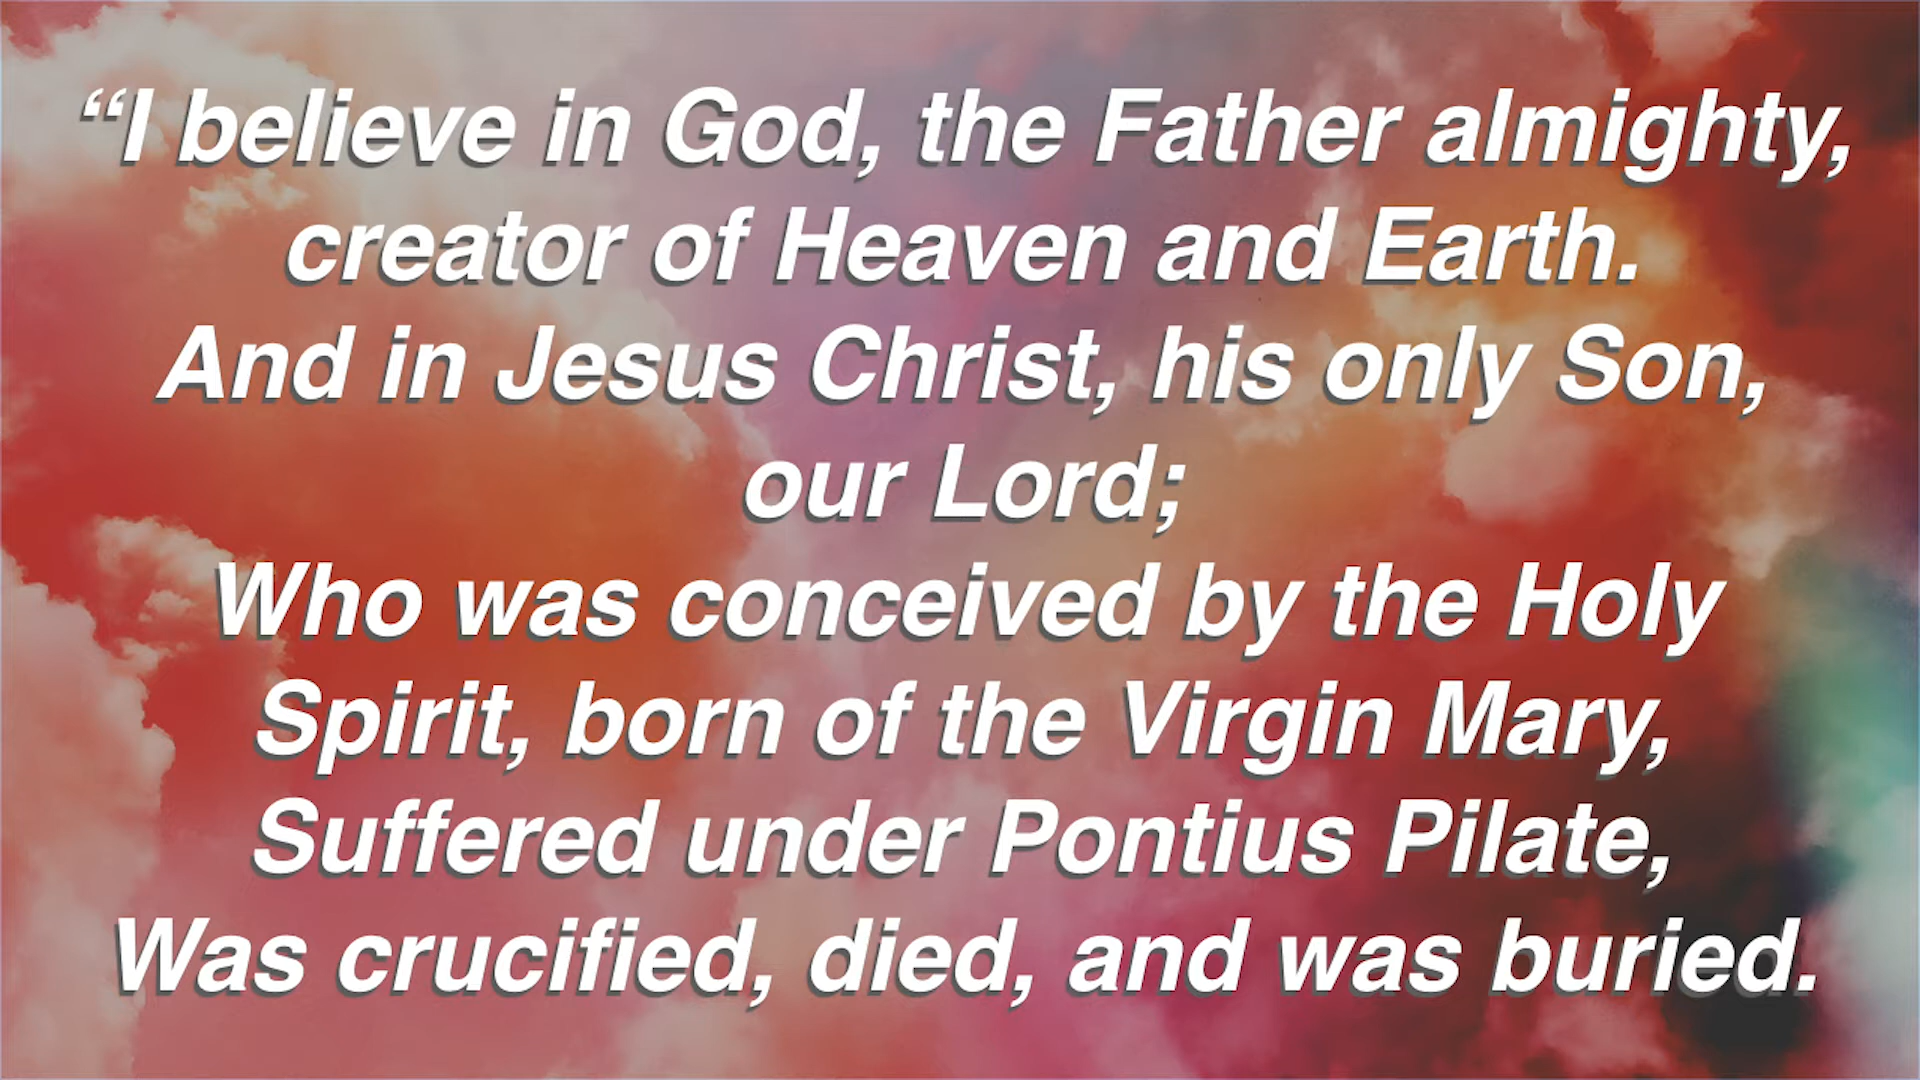 “I believe in God, the Father almighty,
creator of Heaven and Earth.
And in Jesus Christ, his only Son,
our Lord;
Who was conceived by the Holy
Spirit, born of the Virgin Mary,
Suffered under Pontius Pilate,
Was crucified, died, and was buried.